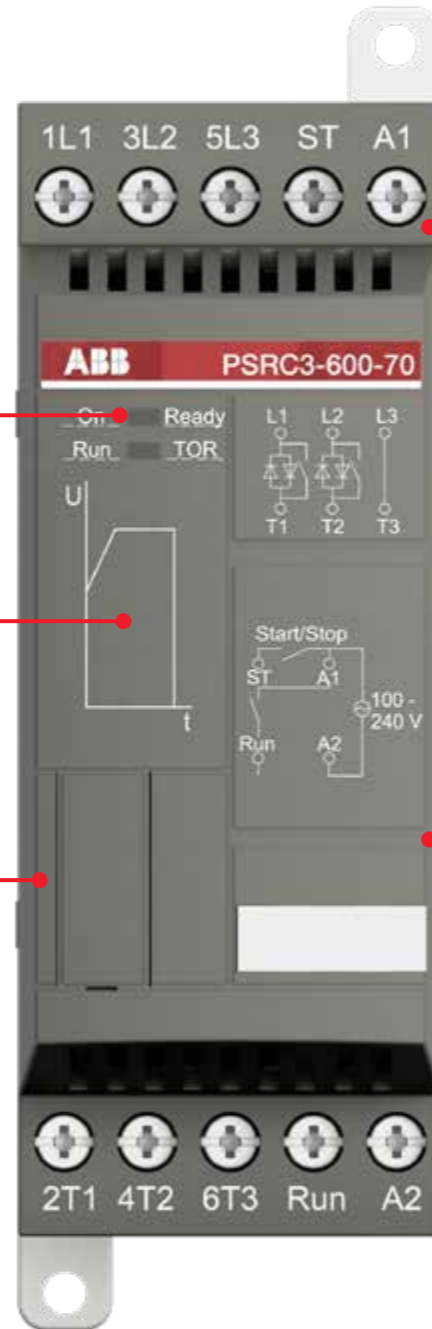 1L1 3L2 5L3 ST A1
ABB PSRC3-600-70
On Ready
Run TOR
U
t
L1 L2 L3
T1 T2 T3
Start/Stop
ST A1
100 -
240 V
Run A2
2T1 4T2 6T3 Run A2